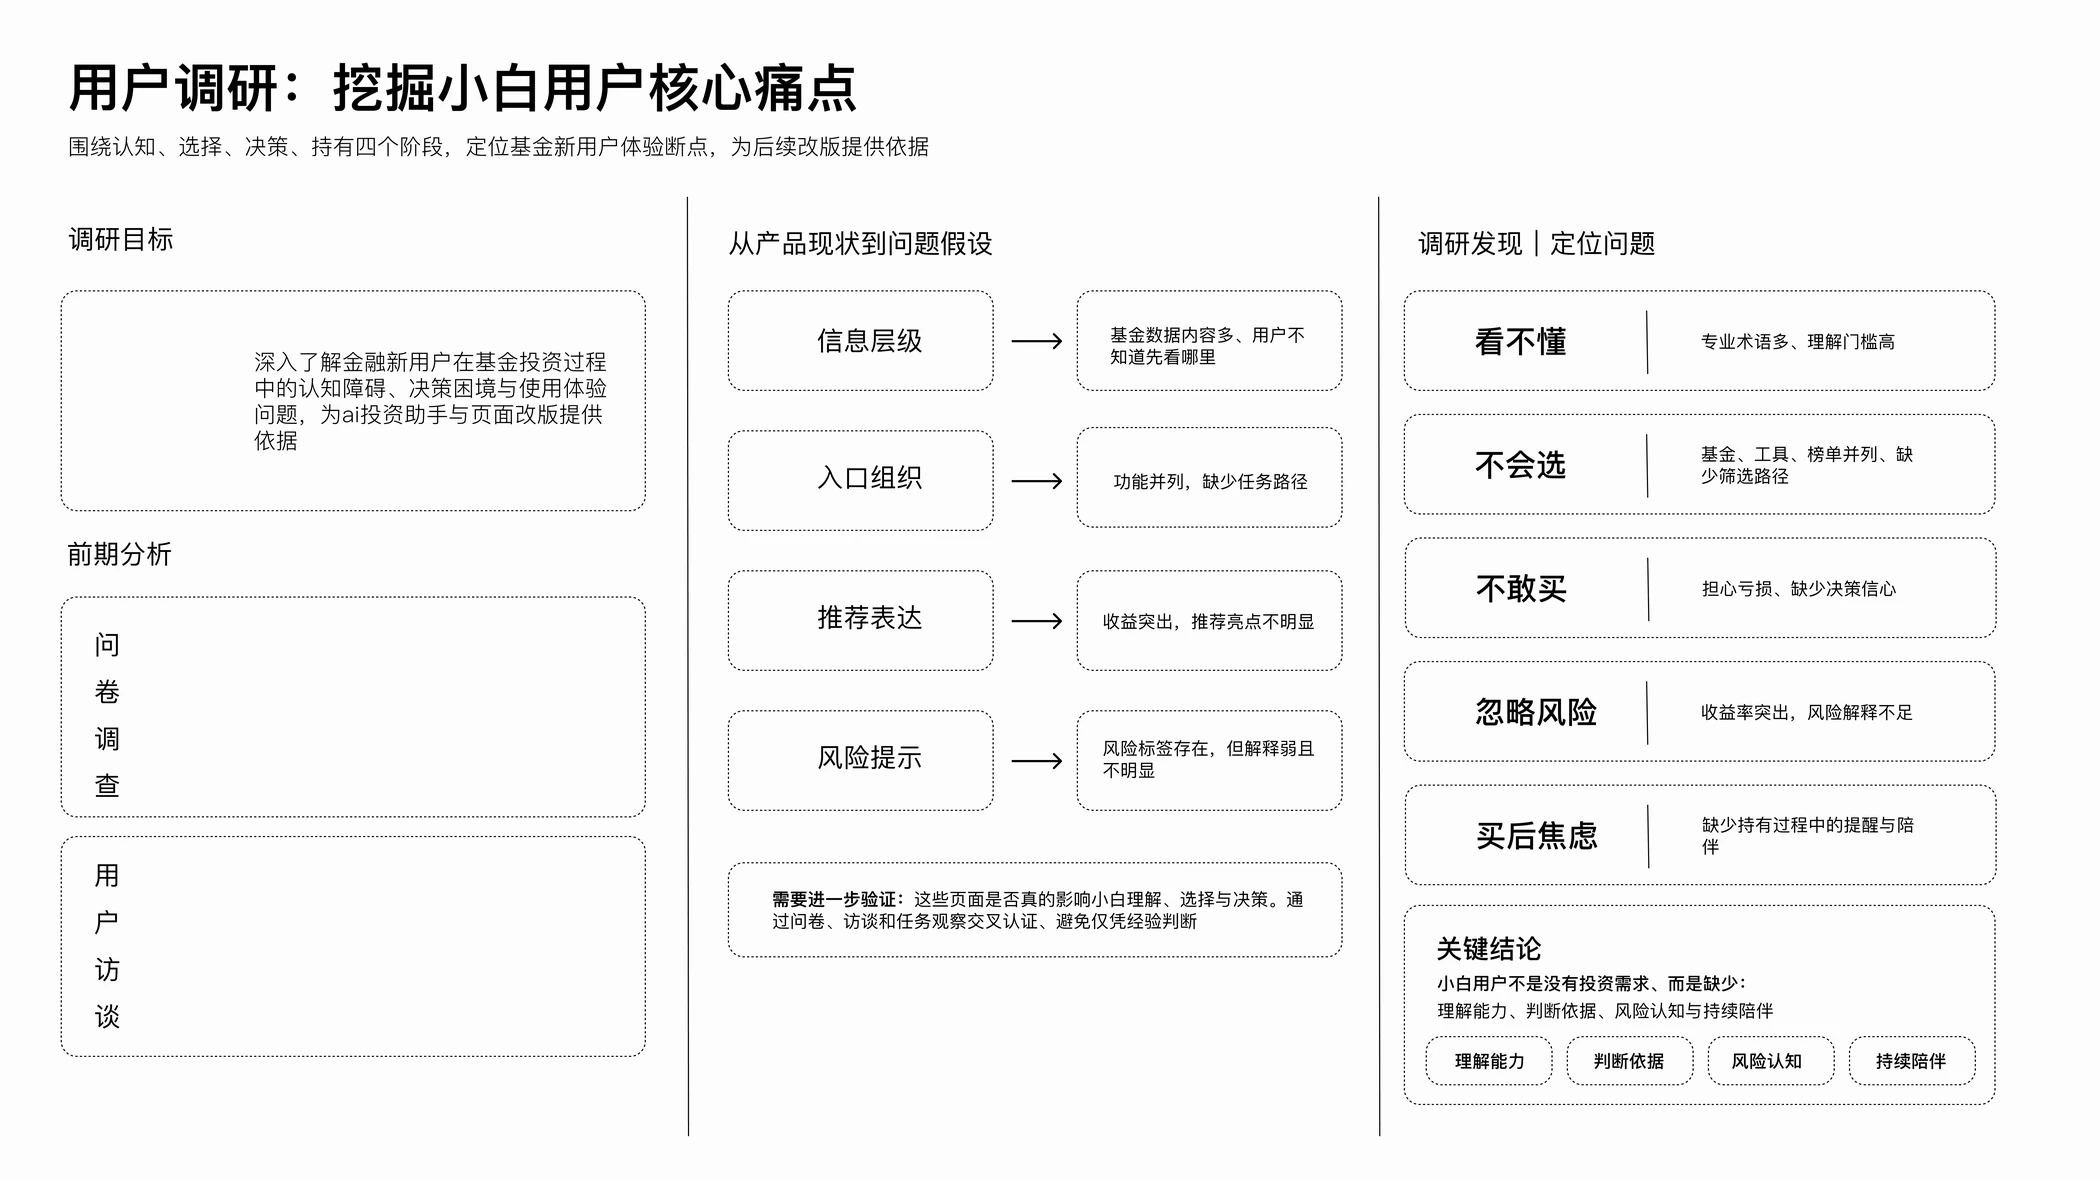 用户调研：挖掘小白用户核心痛点
围绕认知、选择、决策、持有四个阶段，定位基金新用户体验断点，为后续改版提供依据
调研目标
深入了解金融新用户在基金投资过程
中的认知障碍、决策困境与使用体验
问题，为ai投资助手与页面改版提供
依据
前期分析
问
卷
调
查
用
户
访
谈
从产品现状到问题假设
信息层级
基金数据内容多、用户不
知道先看哪里
入口组织
功能并列，缺少任务路径
推荐表达
收益突出，推荐亮点不明显
风险提示
风险标签存在，但解释弱且
不明显
需要进一步验证：这些页面是否真的影响小白理解、选择与决策。通
过问卷、访谈和任务观察交叉认证、避免仅凭经验判断
调研发现｜定位问题
看不懂
专业术语多、理解门槛高
不会选
基金、工具、榜单并列、缺
少筛选路径
不敢买
担心亏损、缺少决策信心
忽略风险
收益率突出，风险解释不足
买后焦虑
缺少持有过程中的提醒与陪
伴
关键结论
小白用户不是没有投资需求、而是缺少：
理解能力、判断依据、风险认知与持续陪伴
理解能力
判断依据
风险认知
持续陪伴